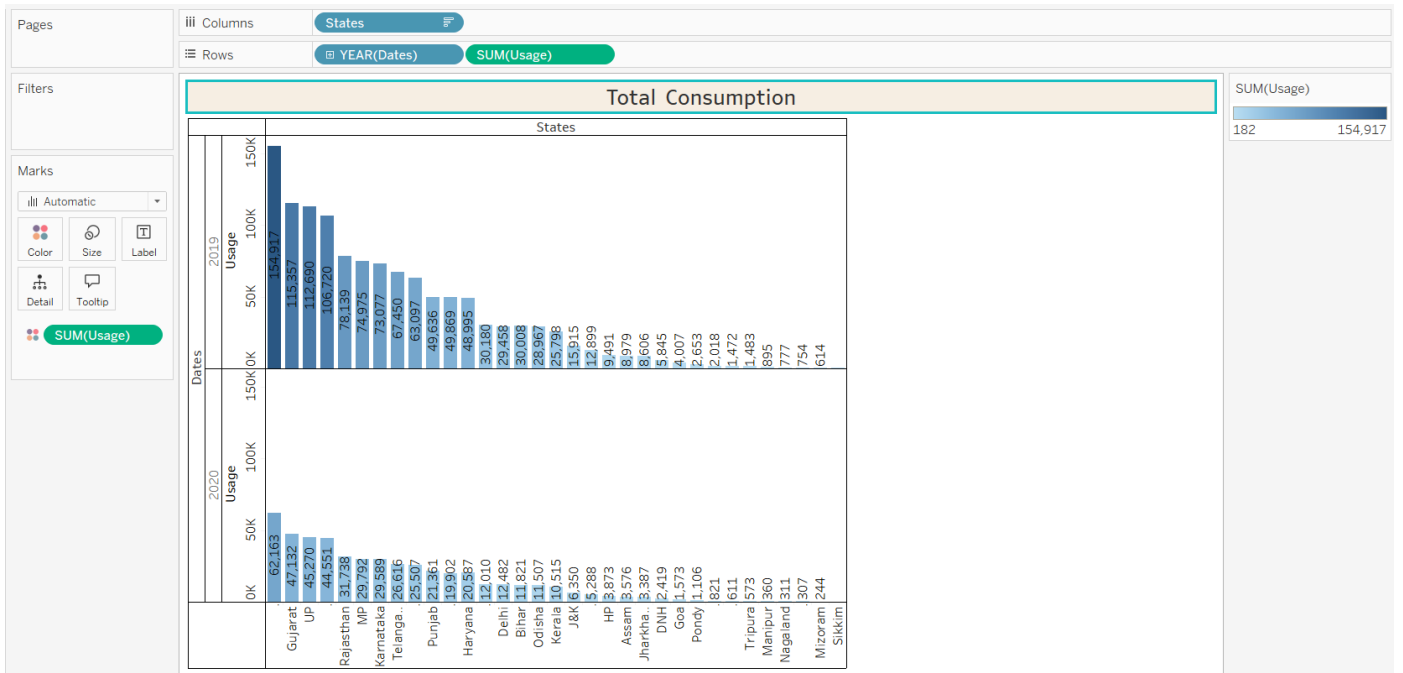 Pages
iii Columns
States
Rows
YEAR(Dates)
SUM(Usage)
Filters
Total Consumption
SUM(Usage)
182
154,917
Marks
Automatic
Color
Size
Label
Detail
Tooltip
SUM(Usage)
States
Dates
2019
Usage
150K
100K
50K
0K
154,917
115,357
112,690
106,720
78,139
74,975
73,077
67,450
63,097
49,636
49,869
48,995
30,180
29,458
30,008
28,967
25,798
15,915
12,899
9,491
8,979
8,606
5,845
4,007
2,653
2,018
1,472
1,483
895
777
754
614
2020
Usage
150K
100K
50K
0K
62,163
47,132
45,270
44,551
31,738
29,792
29,589
26,616
25,507
21,361
19,902
20,587
12,010
12,482
11,821
11,507
10,515
6,350
5,288
3,873
3,576
3,387
2,419
1,573
1,106
821
611
573
360
311
307
244
Gujarat
UP
Rajasthan
MP
Karnataka
Telanga..
Punjab
Haryana
Delhi
Bihar
Odisha
Kerala
J&K
HP
Assam
Jharkha..
DNH
Goa
Pondy
Tripura
Manipur
Nagaland
Mizoram
Sikkim